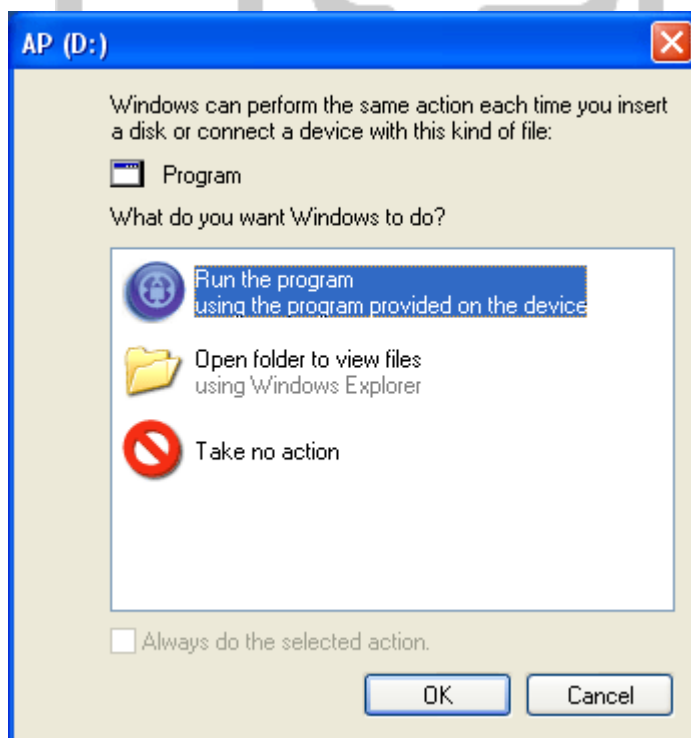 AP (D:)
Windows can perform the same action each time you insert
a disk or connect a device with this kind of file:
Program
What do you want Windows to do?
Run the program
using the program provided on the device
Open folder to view files
using Windows Explorer
Take no action
Always do the selected action.
OK Cancel